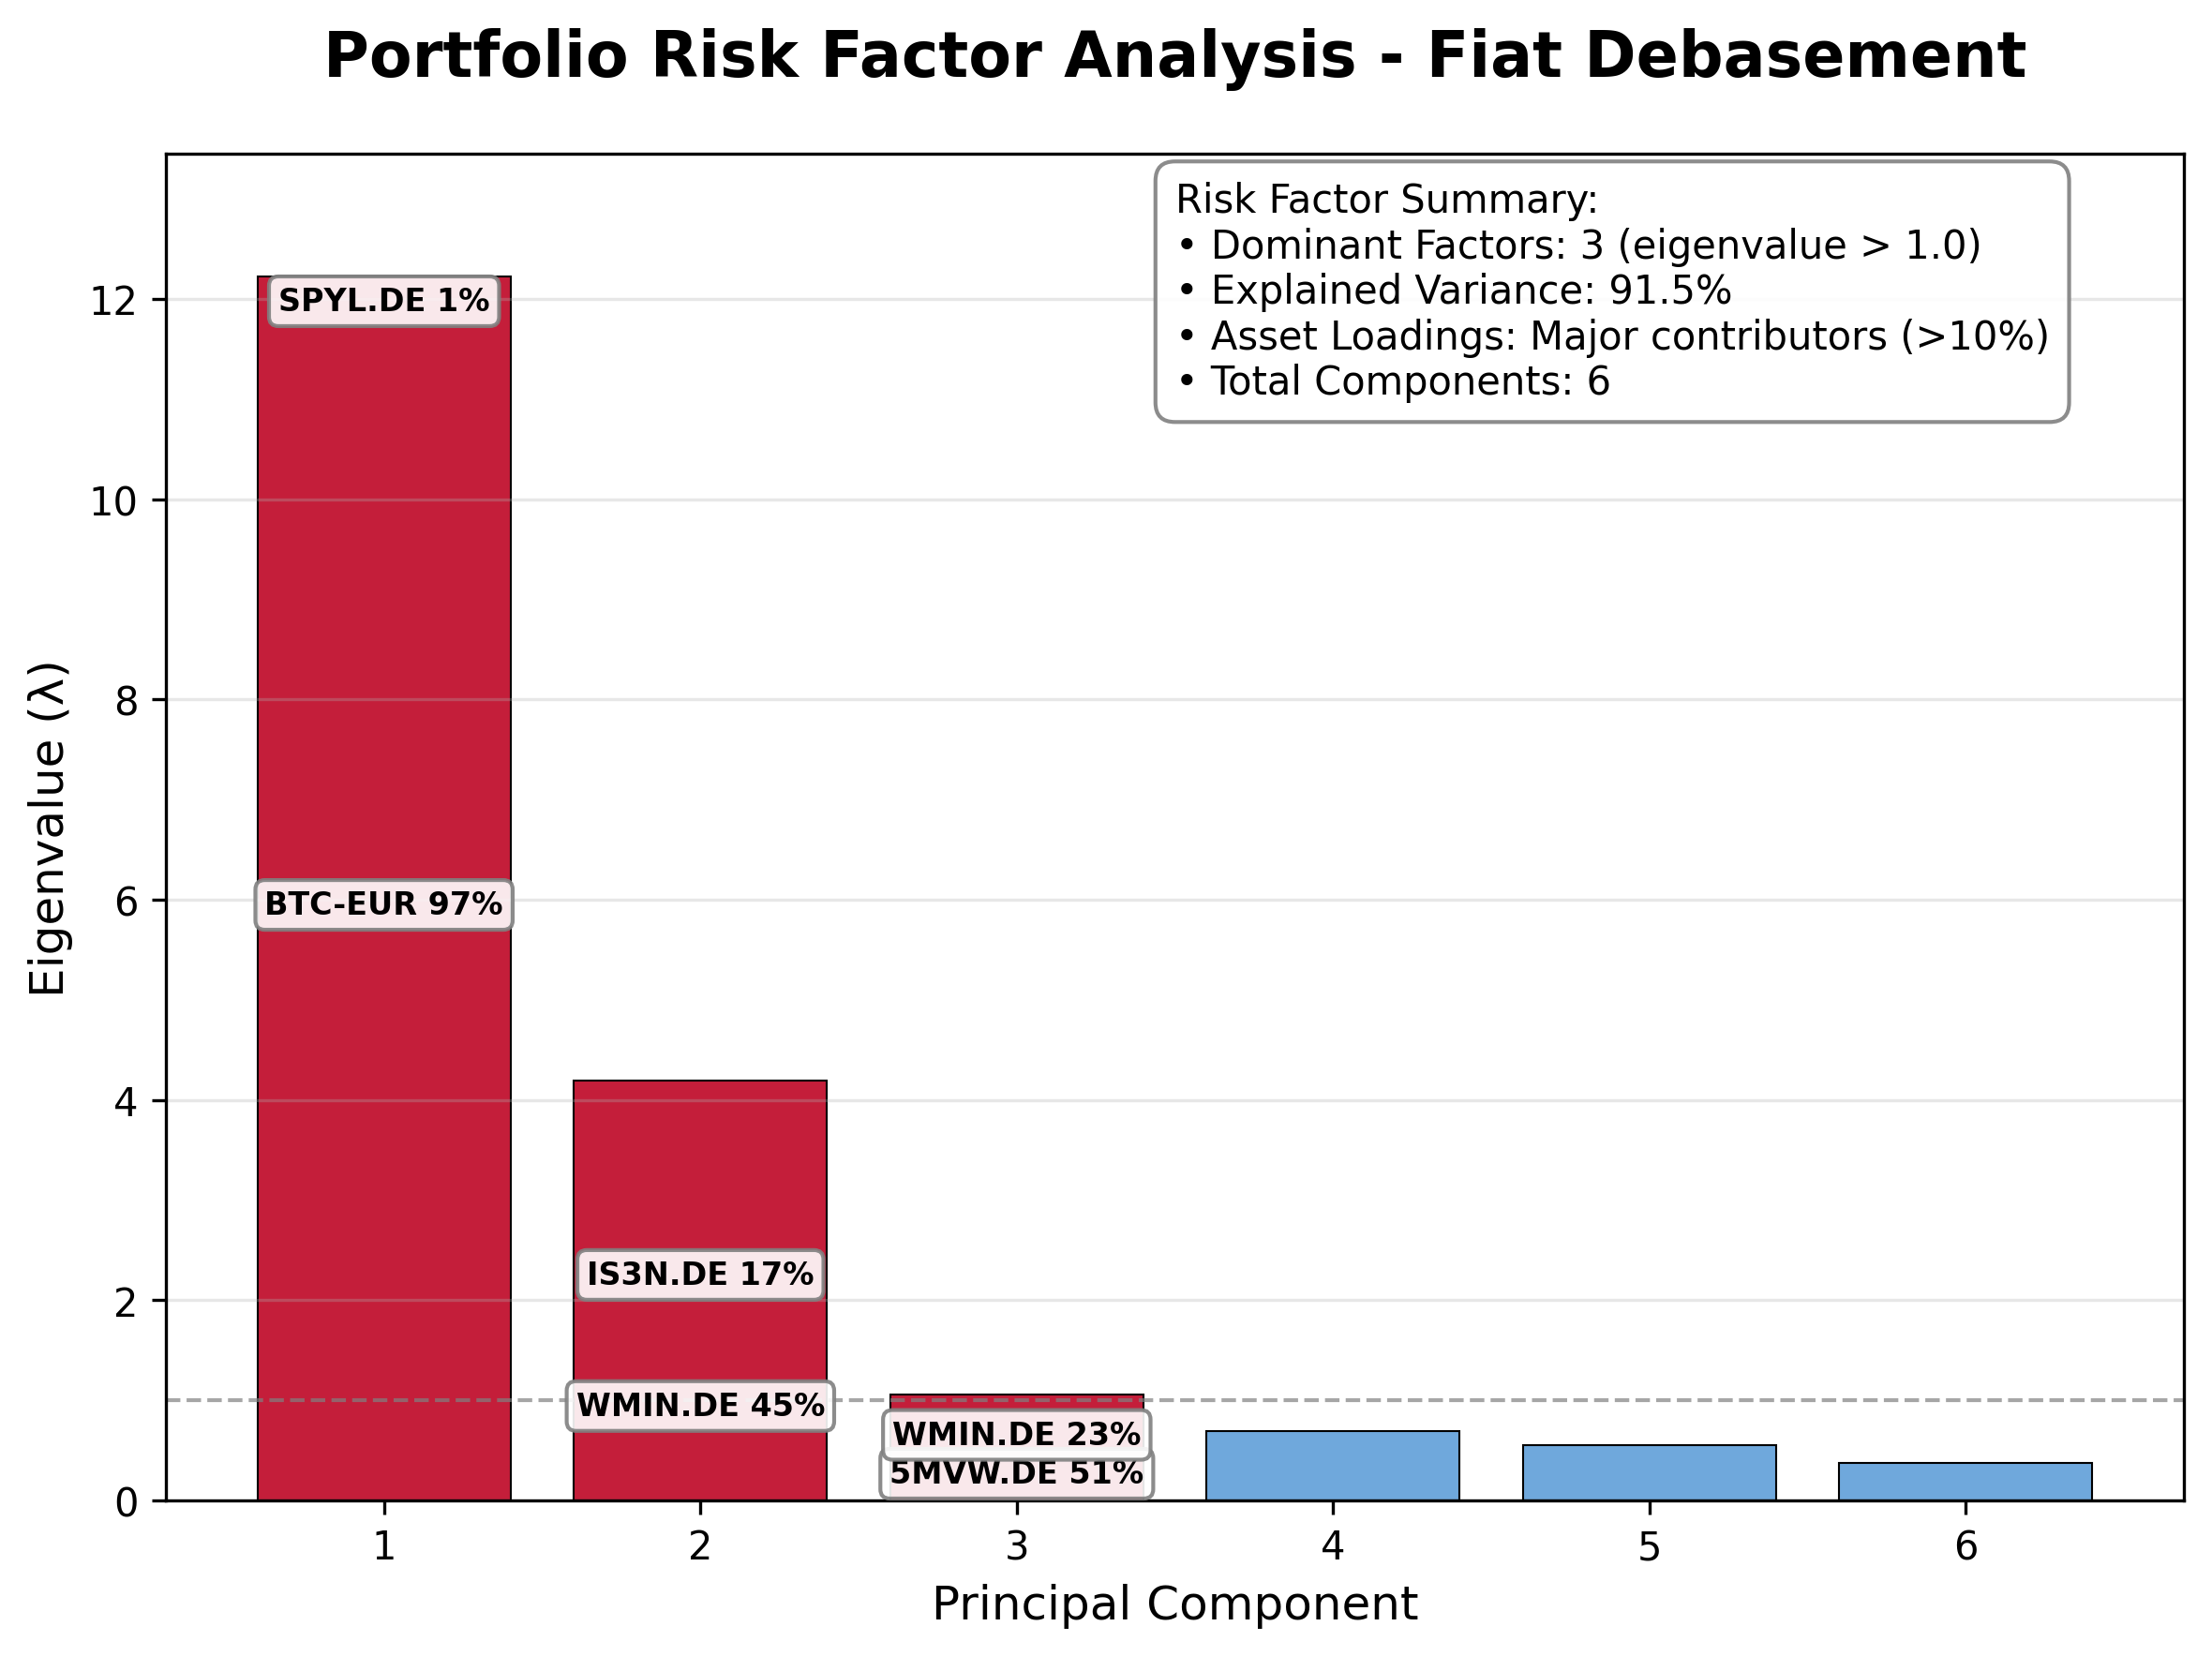 Portfolio Risk Factor Analysis - Fiat Debasement
Risk Factor Summary:
• Dominant Factors: 3 (eigenvalue > 1.0)
• Explained Variance: 91.5%
• Asset Loadings: Major contributors (>10%)
• Total Components: 6
Eigenvalue (λ)
12
10
8
6
4
2
0
SPYL.DE 1%
BTC-EUR 97%
IS3N.DE 17%
WMIN.DE 45%
WMIN.DE 23%
5MVW.DE 51%
1
2
3
4
5
6
Principal Component